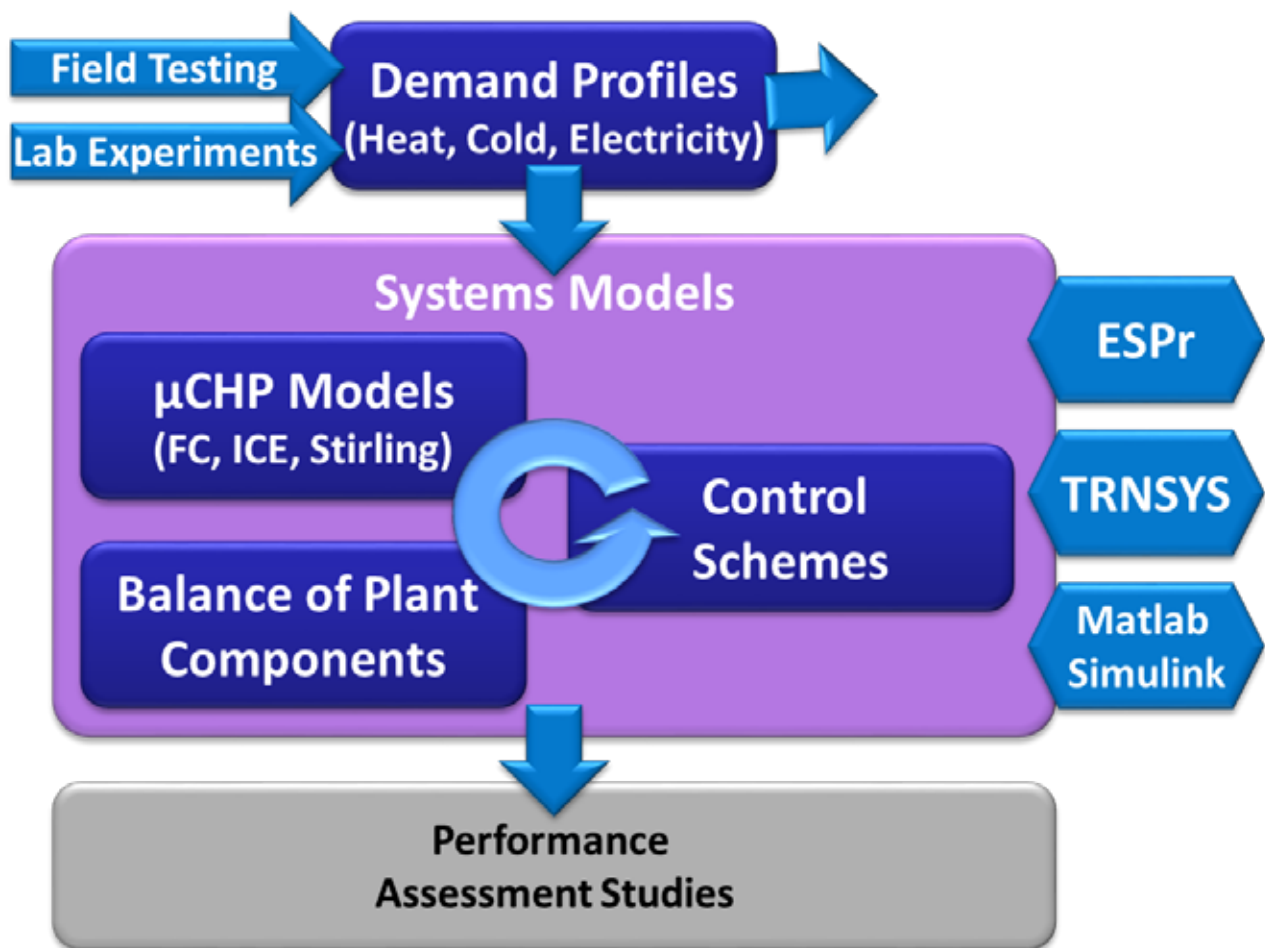 Field Testing
Lab Experiments
Demand Profiles
(Heat, Cold, Electricity)
Systems Models
µCHP Models
(FC, ICE, Stirling)
Control
Schemes
Balance of Plant
Components
ESPr
TRNSYS
Matlab
Simulink
Performance
Assessment Studies